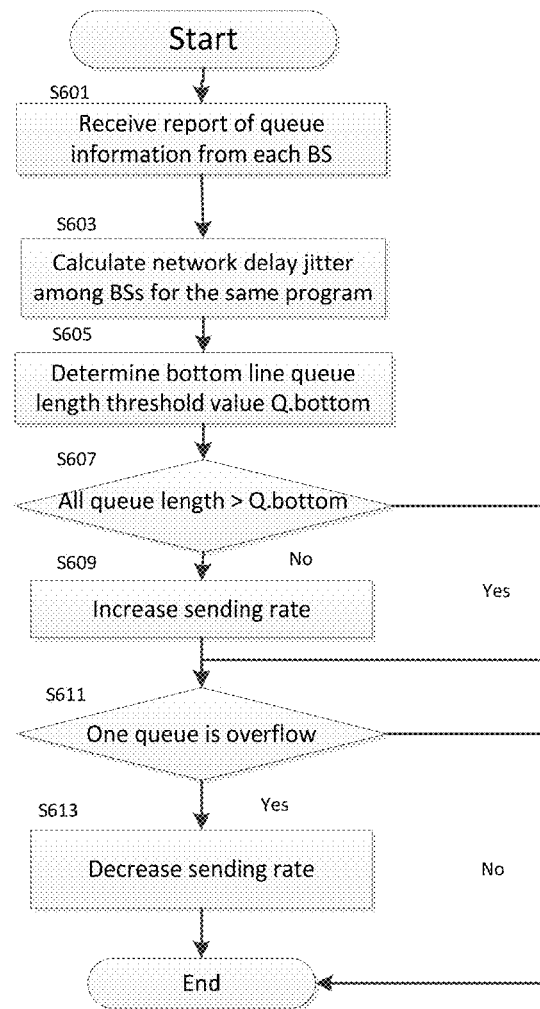 Start
S601
Receive report of queue
information from each BS
S603
Calculate network delay jitter
among BSs for the same program
S605
Determine bottom line queue
length threshold value Q.bottom
S607
All queue length > Q.bottom
No
Yes
S609
Increase sending rate
S611
One queue is overflow
Yes
S613
Decrease sending rate
No
End